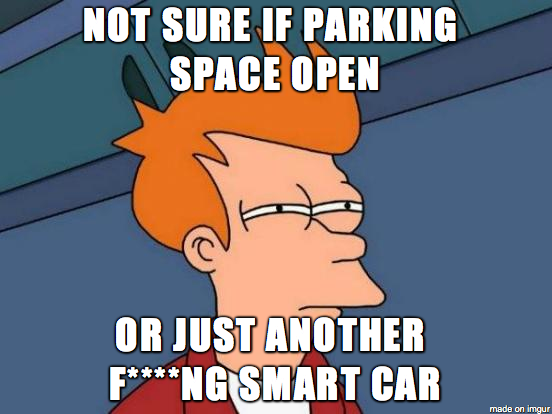 NOT SURE IF PARKING
SPACE OPEN
OR JUST ANOTHER
F****NG SMART CAR
made on imgur